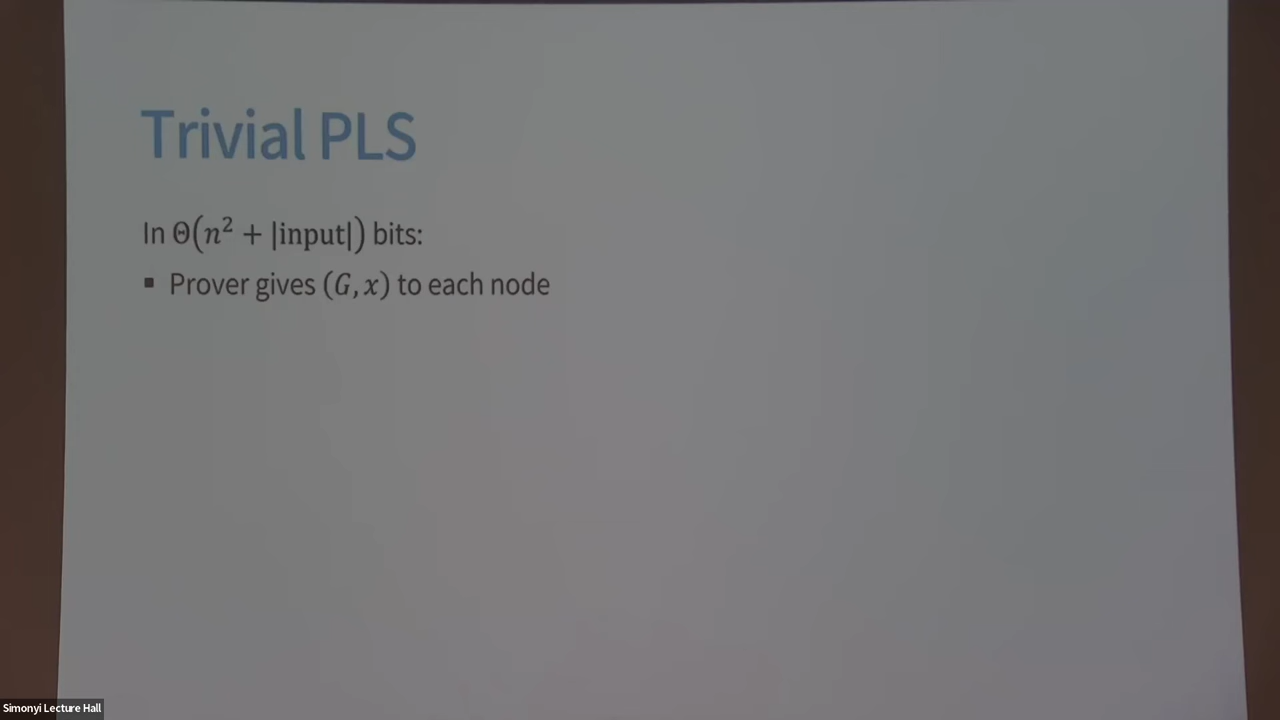 Trivial PLS
In Θ(n² + |input|) bits:
▪ Prover gives (G, x) to each node
Simonyi Lecture Hall